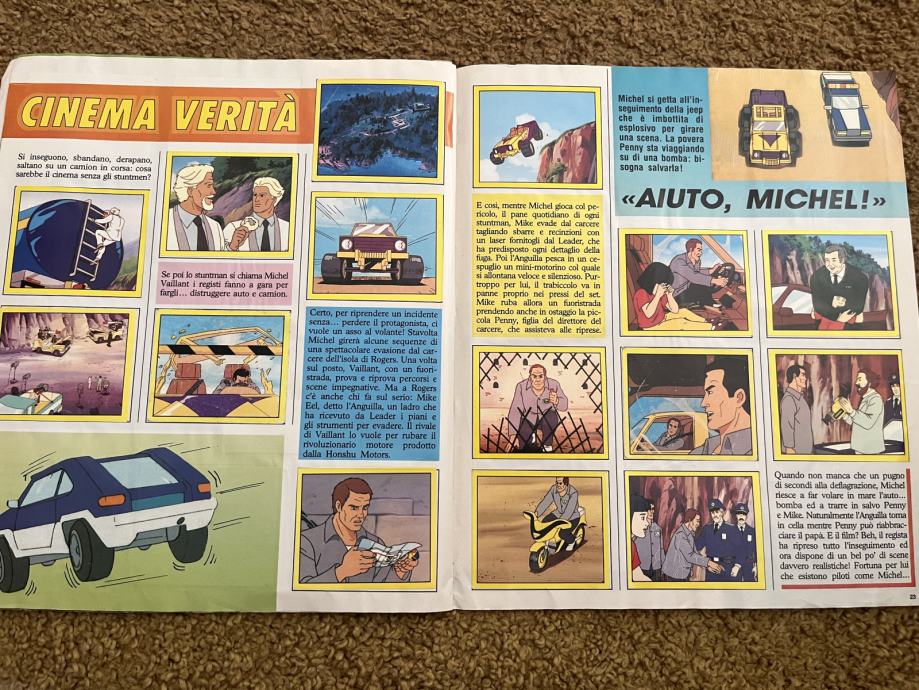 CINEMA VERITÀ
Si inseguono, sbandano, derapano,
saltano su un camion in corsa: cosa
sarebbe il cinema senza gli stuntmen?
Se poi lo stuntman si chiama Michel
Vaillant i registi fanno a gara per
fargli... distruggere auto e camion.
Certo, per riprendere un incidente
senza... perdere il protagonista, ci
vuole un asso al volante! Stavolta
Michel girerà alcune sequenze di
una spettacolare evasione dal car-
cere dell'isola di Rogers. Una volta
sul posto, Vaillant, con un fuori-
strada, prova e riprova percorsi e
scene impegnative. Ma a Rogers
c'è anche chi fa sul serio: Mike
Eel, detto l'Anguilla, un ladro che
ha ricevuto da Leader i piani e
gli strumenti per evadere. Il rivale
di Vaillant lo vuole per rubare il
rivoluzionario motore prodotto
dalla Honshu Motors.
E così, mentre Michel gioca col pe-
ricolo, il pane quotidiano di ogni
stuntman, Mike evade dal carcere
tagliando sbarre e recinzioni con
un laser fornitogli dal Leader, che
ha predisposto ogni dettaglio della
fuga. Poi l'Anguilla pesca in un ce-
spuglio un mini-motorino col quale
si allontana veloce e silenzioso. Pur-
troppo per lui, il trabiccolo va in
panne proprio nei pressi del set.
Mike ruba allora un fuoristrada
prendendo anche in ostaggio la pic-
cola Penny, figlia del direttore del
carcere, che assisteva alle riprese.
Michel si getta all'in-
seguimento della jeep
che è imbottita di
esplosivo per girare
una scena. La povera
Penny sta viaggiando
su di una bomba: bi-
sogna salvarla!
«AIUTO, MICHEL!»
Quando non manca che un pugno
di secondi alla deflagrazione, Michel
riesce a far volare in mare l'auto...
bomba ed a trarre in salvo Penny
e Mike. Naturalmente l'Anguilla torna
in cella mentre Penny può riabbrac-
ciare il papà. E il film? Beh, il regista
ha ripreso tutto l'inseguimento ed
ora dispone di un bel po' di scene
davvero realistiche! Fortuna per lui
che esistono piloti come Michel...
23